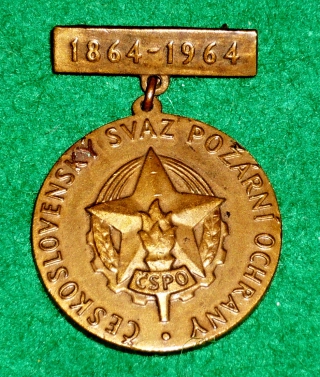 1864-1964
ČESKOSLOVENSKÝ SVAZ POŽÁRNÍ OCHRANY
ČSPO